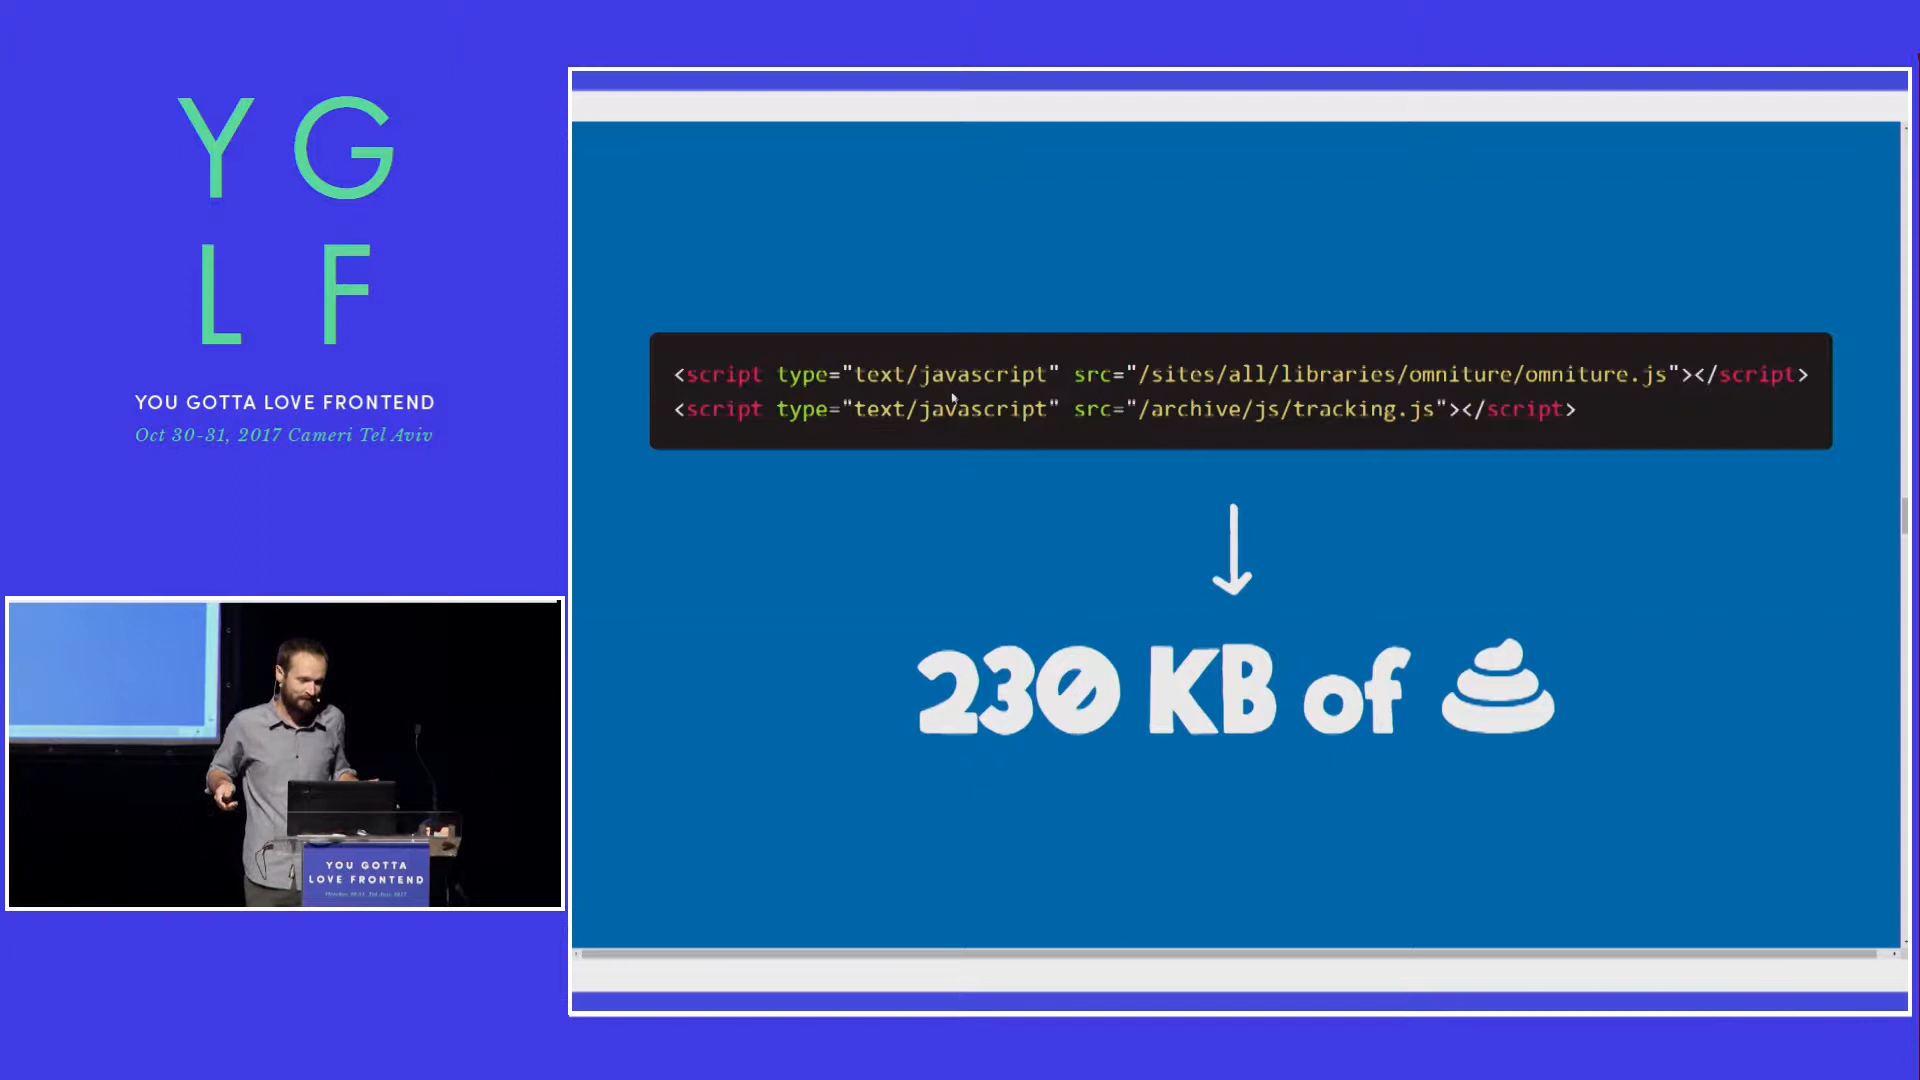 Y G
L F
YOU GOTTA LOVE FRONTEND
Oct 30-31, 2017 Cameri Tel Aviv
<script type="text/javascript" src="/sites/all/libraries/omniture/omniture.js"></script>
<script type="text/javascript" src="/archive/js/tracking.js"></script>
230 KB of
YOU GOTTA
LOVE FRONTEND